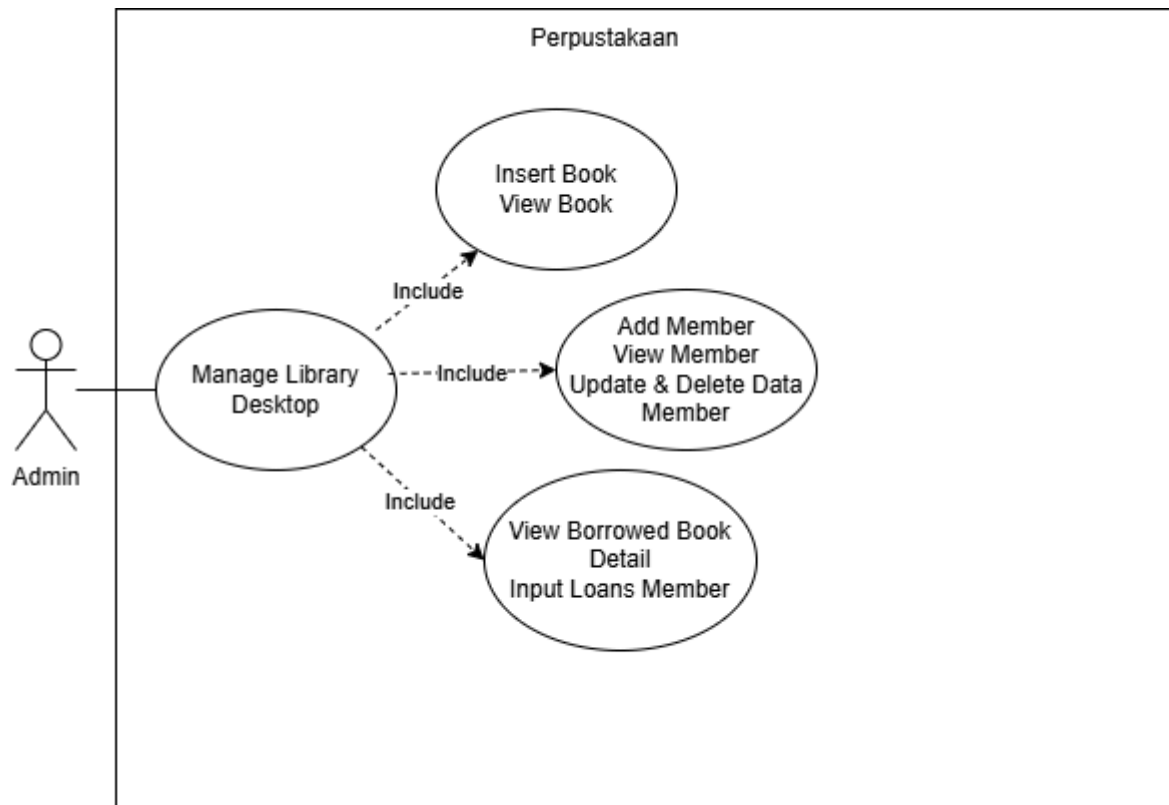 Perpustakaan
Insert Book
View Book
Include
Add Member
View Member
Update & Delete Data
Member
Include
Manage Library
Desktop
Admin
Include
View Borrowed Book
Detail
Input Loans Member